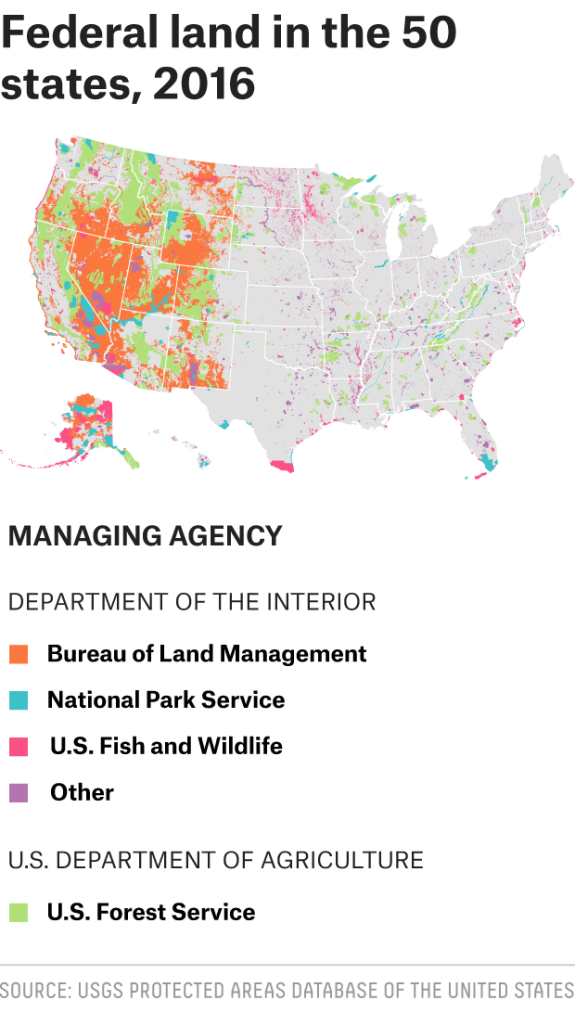 Federal land in the 50
states, 2016
MANAGING AGENCY
DEPARTMENT OF THE INTERIOR
Bureau of Land Management
National Park Service
U.S. Fish and Wildlife
Other
U.S. DEPARTMENT OF AGRICULTURE
U.S. Forest Service
SOURCE: USGS PROTECTED AREAS DATABASE OF THE UNITED STATES